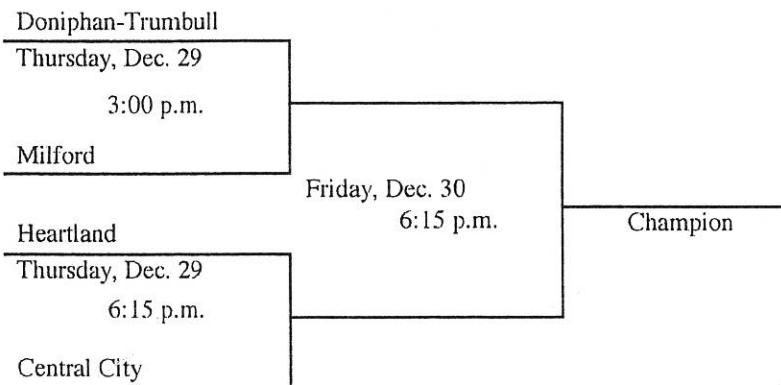 Doniphan-Trumbull
Thursday, Dec. 29
3:00 p.m.
Milford
Friday, Dec. 30
6:15 p.m.
Champion
Heartland
Thursday, Dec. 29
6:15 p.m.
Central City